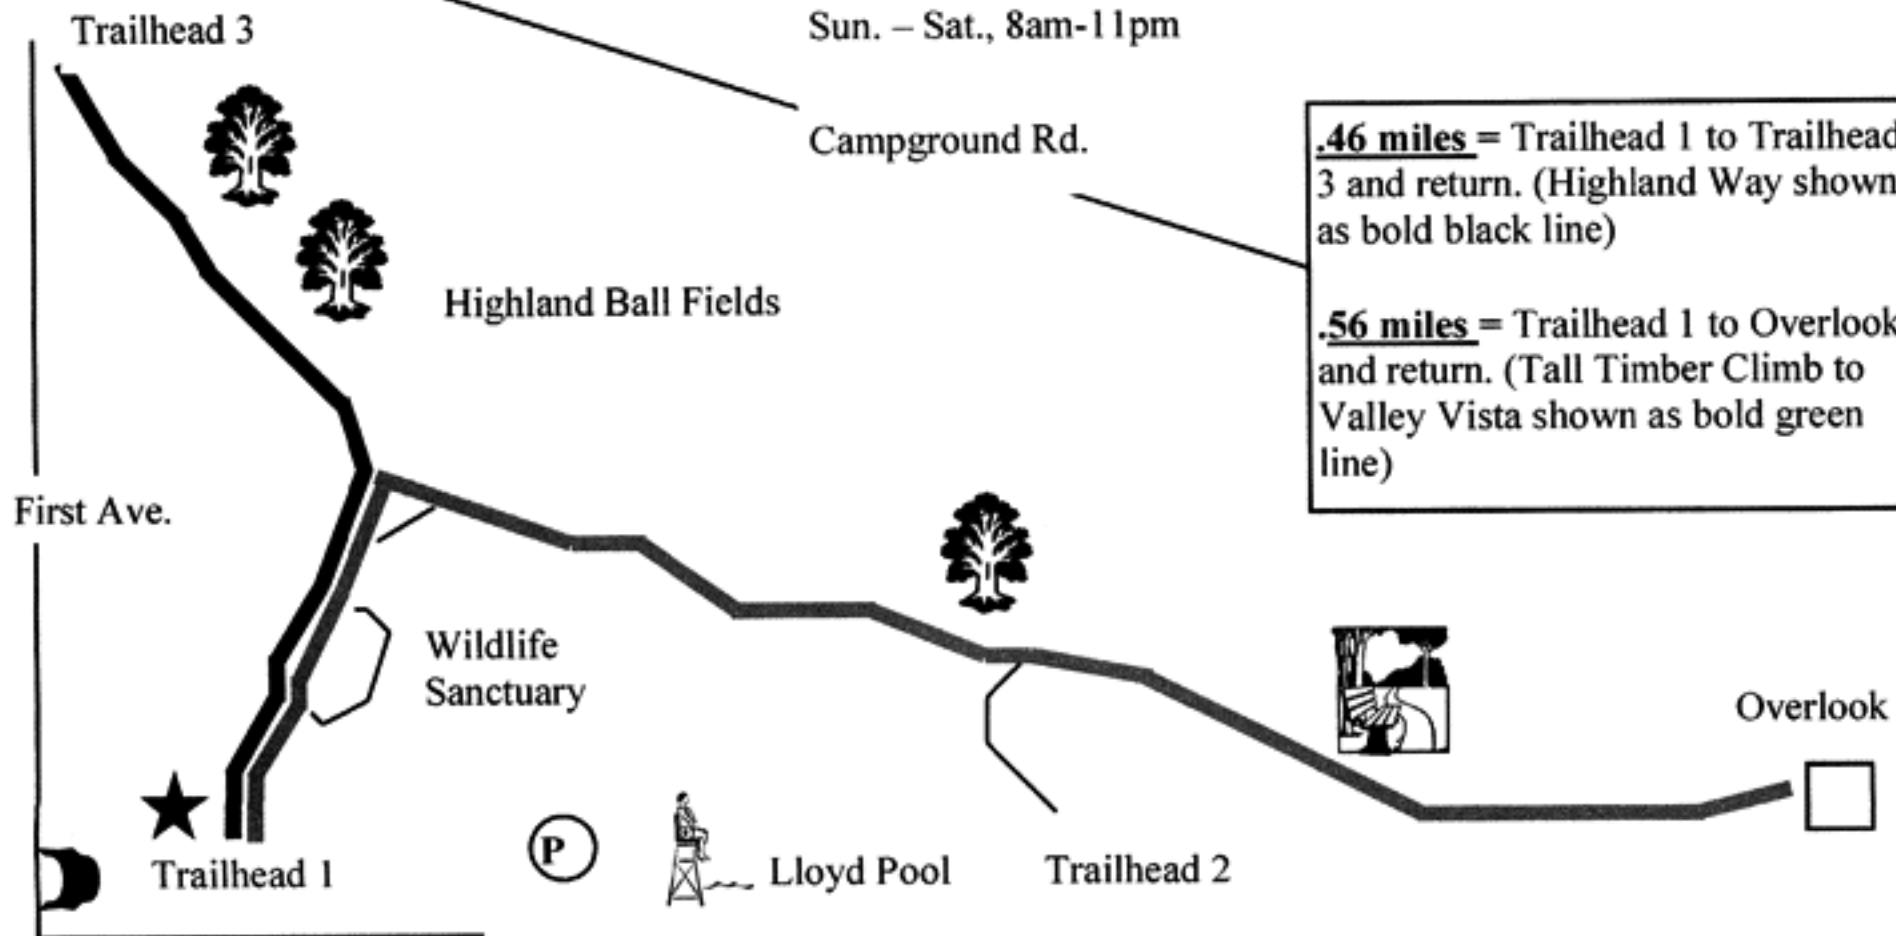 Trailhead 3
Sun. – Sat., 8am-11pm
Campground Rd.
.46 miles = Trailhead 1 to Trailhead
3 and return. (Highland Way shown
as bold black line)
.56 miles = Trailhead 1 to Overlook
and return. (Tall Timber Climb to
Valley Vista shown as bold green
line)
Highland Ball Fields
First Ave.
Wildlife
Sanctuary
Overlook
Trailhead 1
P
Lloyd Pool
Trailhead 2